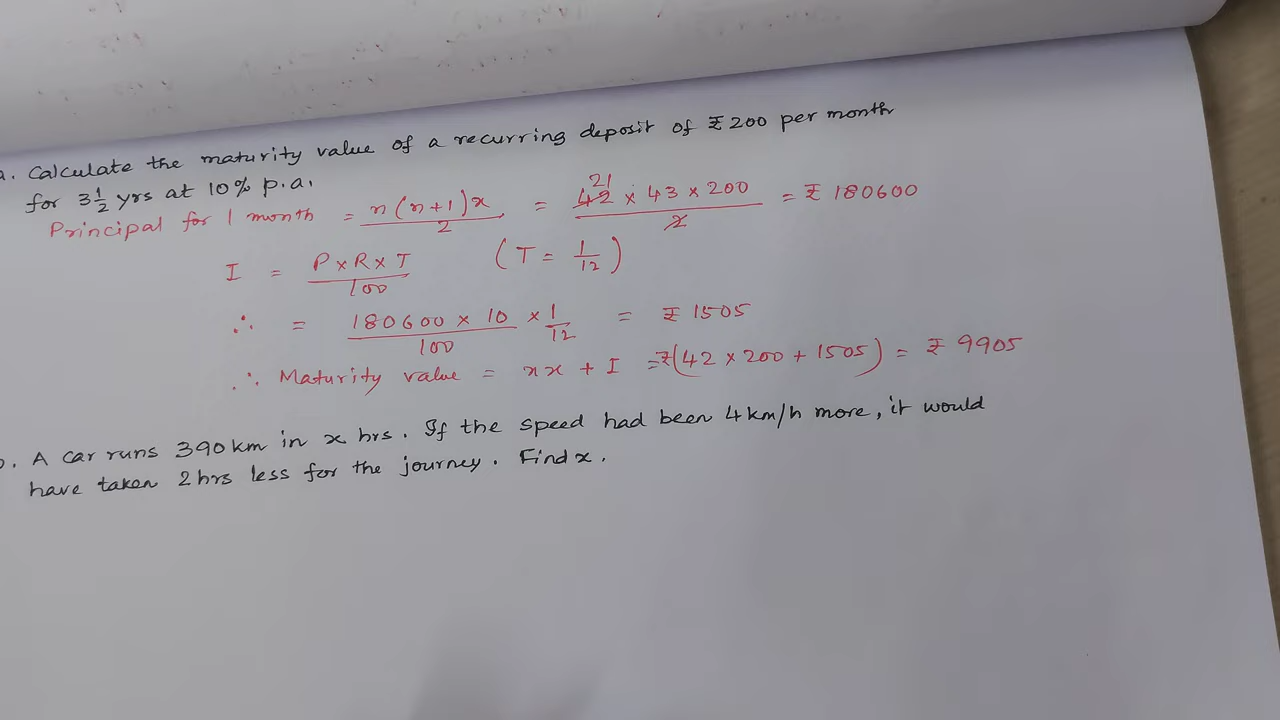 a. Calculate the maturity value of a recurring deposit of ₹200 per month
for 3 1/2 yrs at 10% p.a.
Principal for 1 month = n(n+1)x / 2 = 42 21 × 43 × 200 / 2 = ₹ 180600
I = P×R×T / 100 (T = 1/12)
∴ = 180600 × 10 / 100 × 1/12 = ₹ 1505
∴ Maturity value = xx + I = ₹(42 × 200 + 1505) = ₹ 9905
. A car runs 390km in x hrs. If the speed had been 4km/h more, it would
have taken 2hrs less for the journey. Find x.